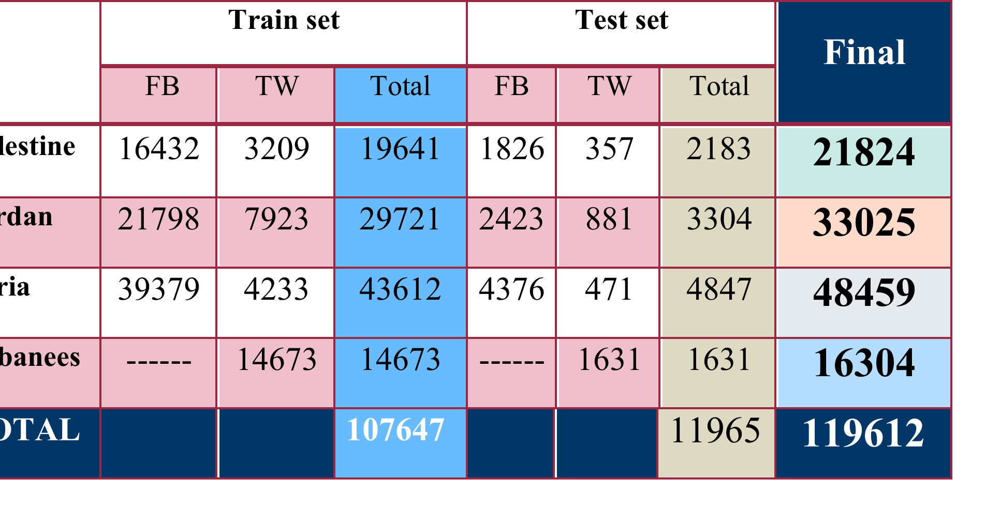 Train set Test set Final
FB TW Total FB TW Total
lestine 16432 3209 19641 1826 357 2183 21824
rdan 21798 7923 29721 2423 881 3304 33025
ria 39379 4233 43612 4376 471 4847 48459
banees ------ 14673 14673 ------ 1631 1631 16304
OTAL 107647 11965 119612